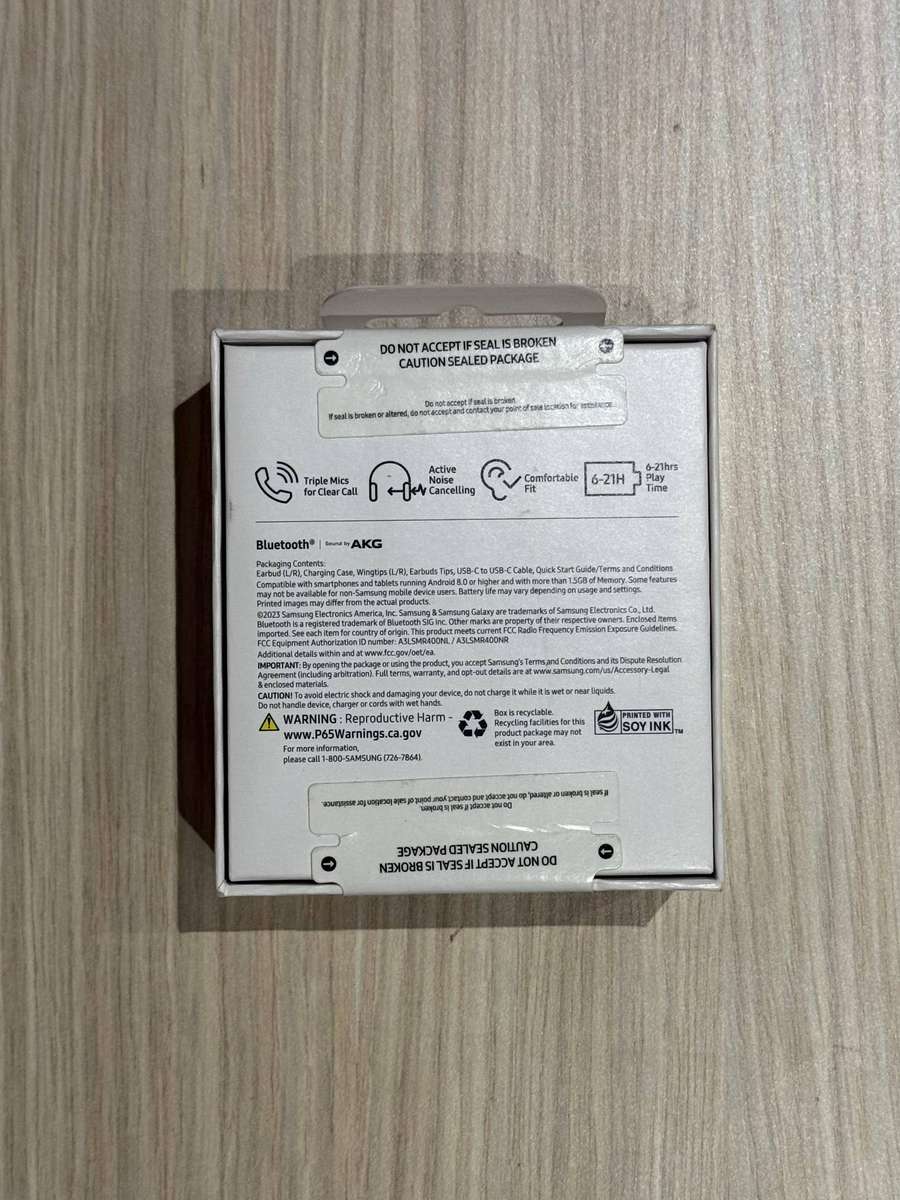 DO NOT ACCEPT IF SEAL IS BROKEN
CAUTION SEALED PACKAGE
Do not accept if seal is broken.
If seal is broken or altered, do not accept and contact your point of sale location for assistance.
Triple Mics
for Clear Call
Active
Noise
Cancelling
Comfortable
Fit
6-21H
6-21hrs
Play
Time
Bluetooth® | Sound by AKG
Packaging Contents:
Earbud (L/R), Charging Case, Wingtips (L/R), Earbuds Tips, USB-C to USB-C Cable, Quick Start Guide/Terms and Conditions
Compatible with smartphones and tablets running Android 8.0 or higher and with more than 1.5GB of Memory. Some features
may not be available for non-Samsung mobile device users. Battery life may vary depending on usage and settings.
Printed images may differ from the actual products.
©2023 Samsung Electronics America, Inc. Samsung & Samsung Galaxy are trademarks of Samsung Electronics Co., Ltd.
Bluetooth is a registered trademark of Bluetooth SIG Inc. Other marks are property of their respective owners. Enclosed Items
imported. See each item for country of origin. This product meets current FCC Radio Frequency Emission Exposure Guidelines.
FCC Equipment Authorization ID number: A3LSMR400NL / A3LSMR400NR
Additional details within and at www.fcc.gov/oet/ea.
IMPORTANT: By opening the package or using the product, you accept Samsung's Terms and Conditions and its Dispute Resolution
Agreement (including arbitration). Full terms, warranty, and opt-out details are at www.samsung.com/us/Accessory-Legal
& enclosed materials.
CAUTION! To avoid electric shock and damaging your device, do not charge it while it is wet or near liquids.
Do not handle device, charger or cords with wet hands.
WARNING : Reproductive Harm -
www.P65Warnings.ca.gov
For more information,
please call 1-800-SAMSUNG (726-7864).
Box is recyclable.
Recycling facilities for this
product package may not
exist in your area.
PRINTED WITH
SOY INK TM
DO NOT ACCEPT IF SEAL IS BROKEN
CAUTION SEALED PACKAGE
Do not accept if seal is broken.
If seal is broken or altered, do not accept and contact your point of sale location for assistance.